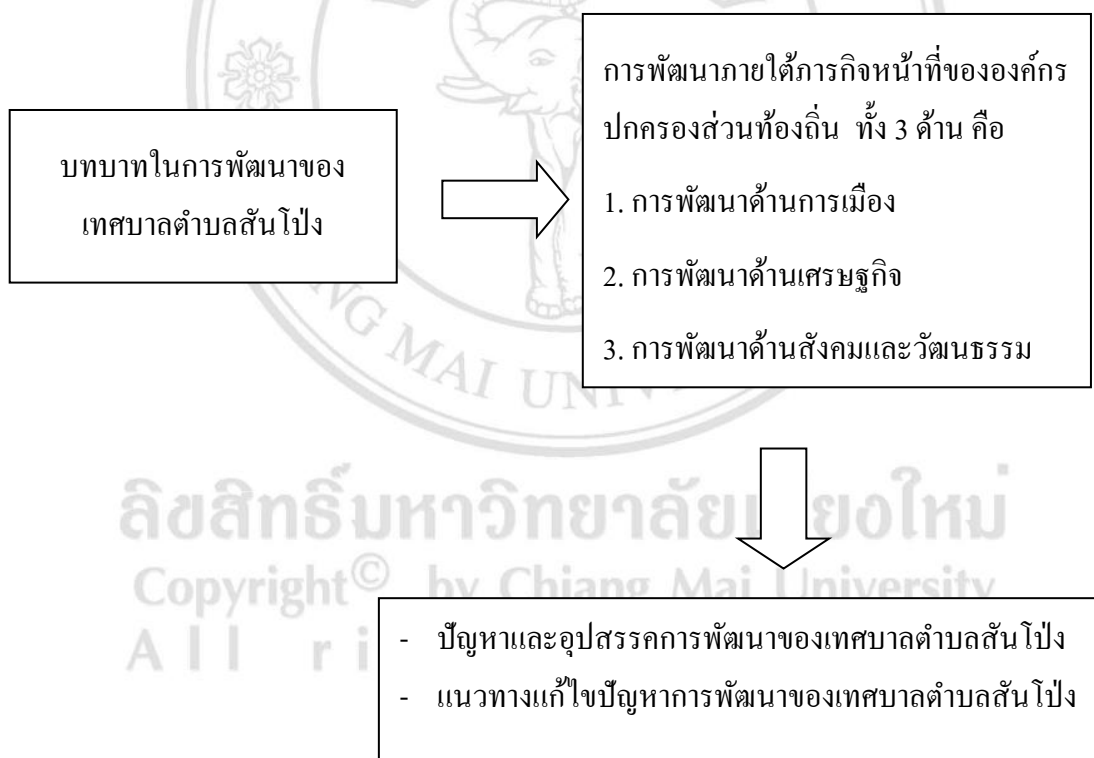 บทบาทในการพัฒนาของ
เทศบาลตำบลสันโป่ง
การพัฒนาภายใต้ภารกิจหน้าที่ขององค์กร
ปกครองส่วนท้องถิ่น ทั้ง 3 ด้าน คือ
1. การพัฒนาด้านการเมือง
2. การพัฒนาด้านเศรษฐกิจ
3. การพัฒนาด้านสังคมและวัฒนธรรม
NG MAI UNIV
ลิขสิทธิ์มหาวิทยาลัย ยงใหม่
Copyright© by Chiang Mai University
All ri
- ปัญหาและอุปสรรคการพัฒนาของเทศบาลตำบลสันโป่ง
- แนวทางแก้ไขปัญหาการพัฒนาของเทศบาลตำบลสันโป่ง